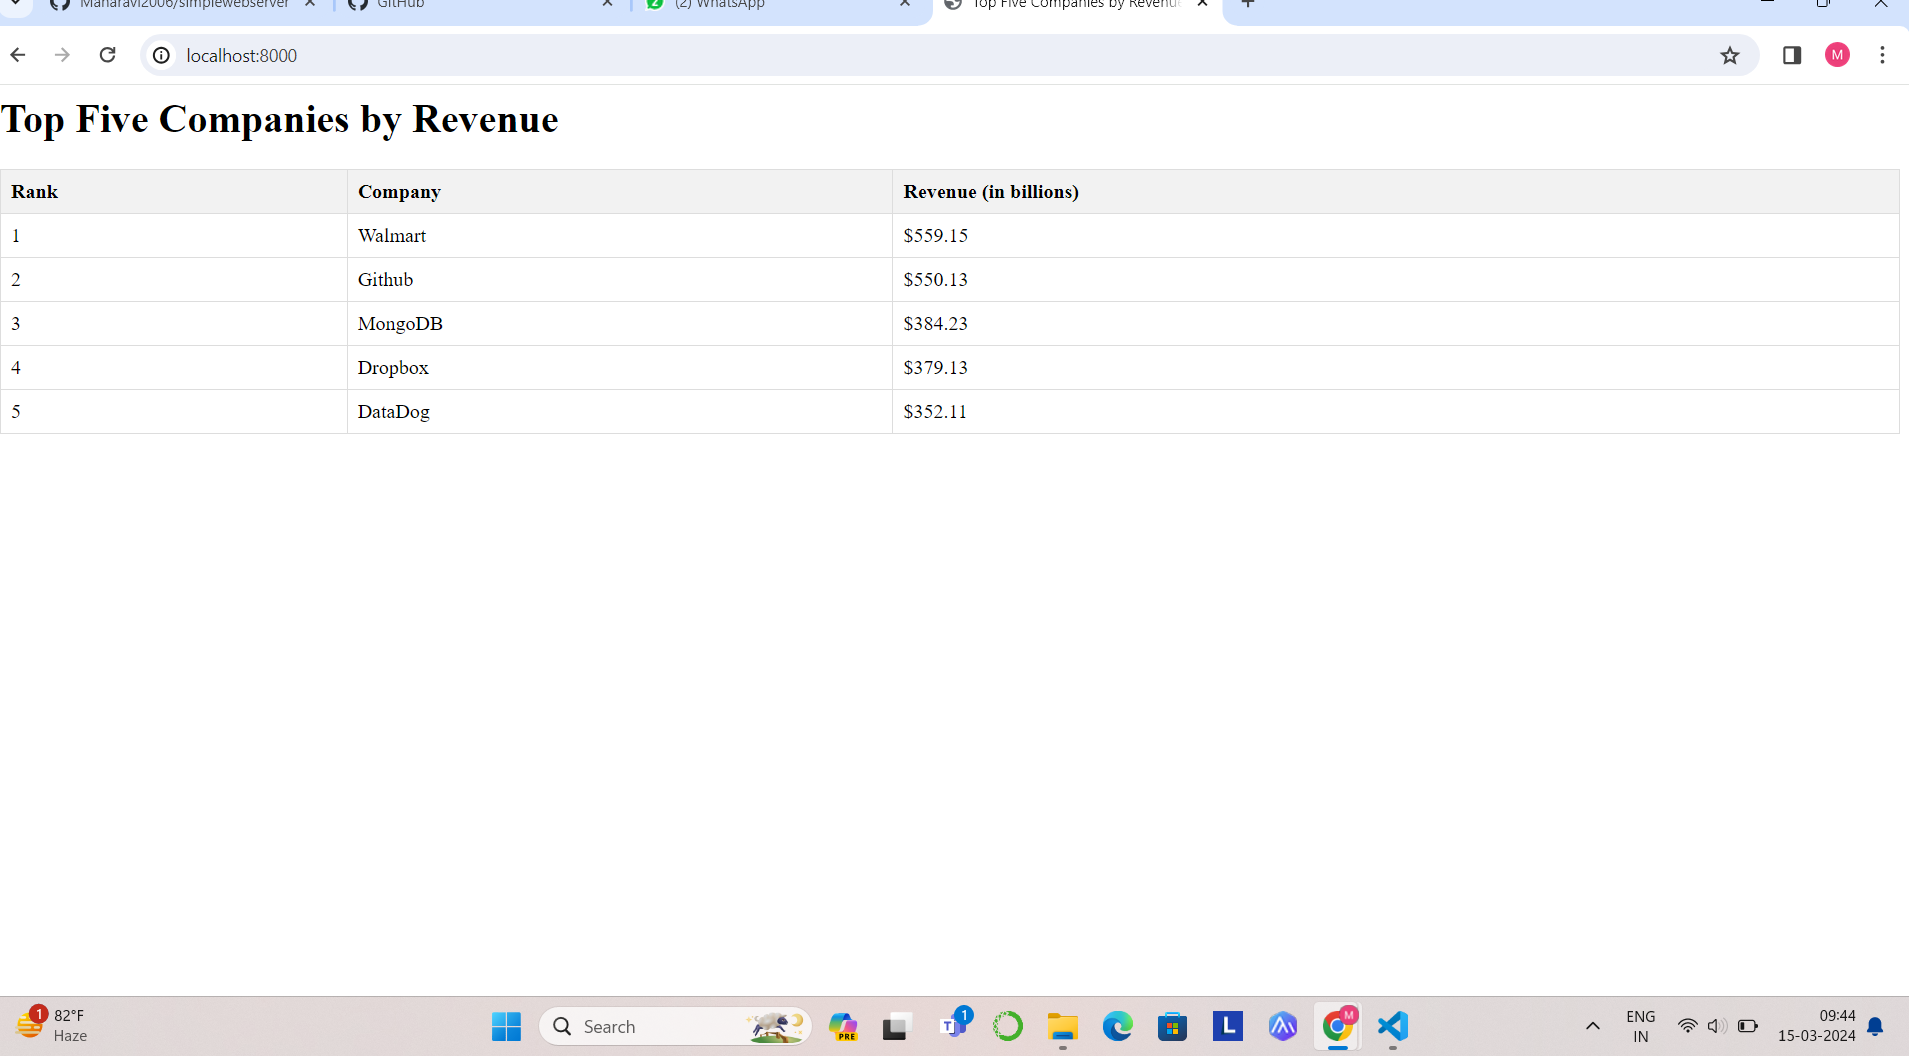 Maharavi2006/simplewebserver
GitHub
(2) WhatsApp
Top Five Companies by Revenue
localhost:8000
M
Top Five Companies by Revenue
Rank Company Revenue (in billions)
1 Walmart $559.15
2 Github $550.13
3 MongoDB $384.23
4 Dropbox $379.13
5 DataDog $352.11
1
82°F
Haze
Search
PRE
T
1
L
M
ENG
IN
09:44
15-03-2024